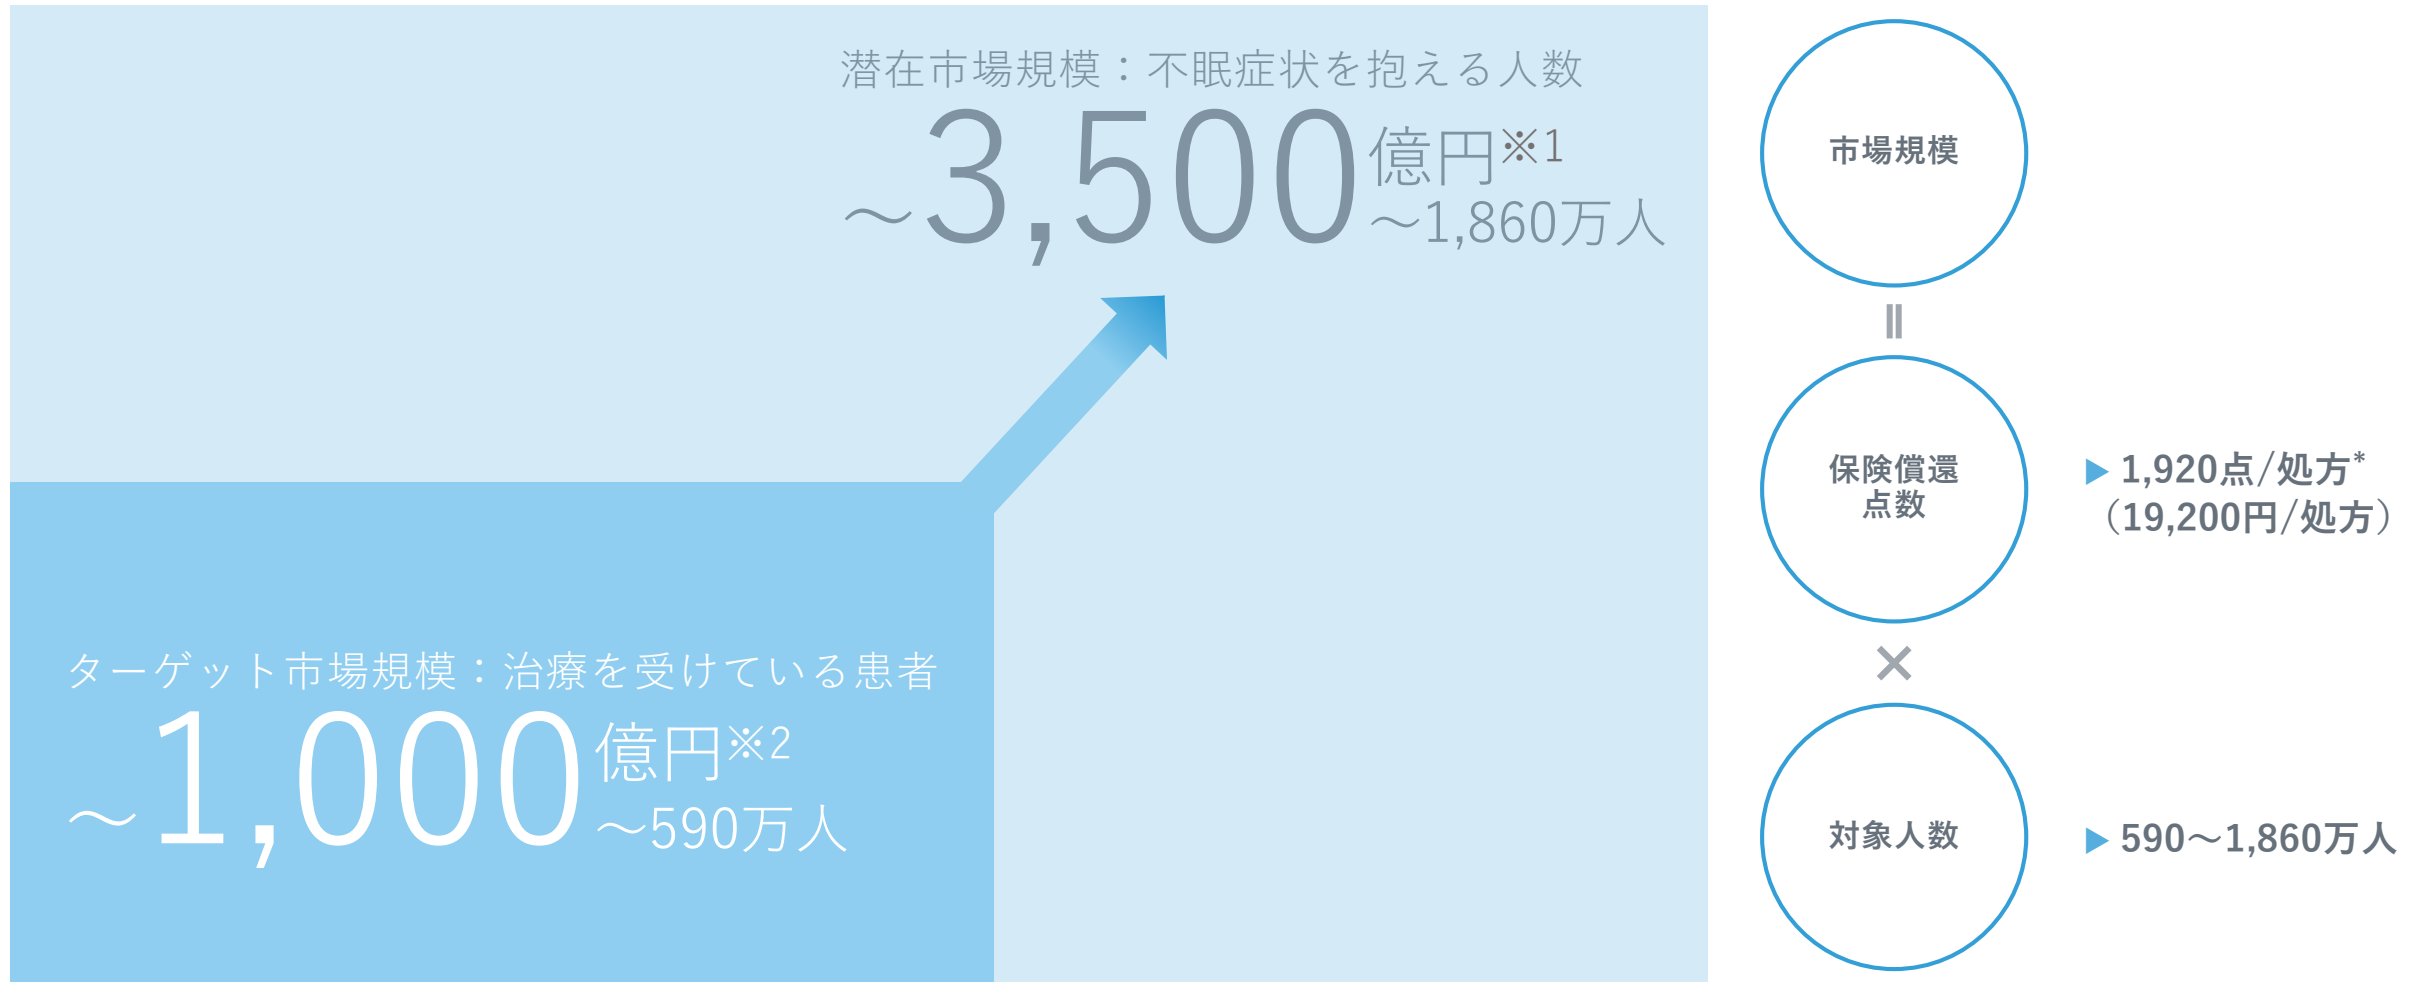 潜在市場規模：不眠症状を抱える人数
～3,500億円※1
～1,860万人
ターゲット市場規模：治療を受けている患者
～1,000億円※2
～590万人
市場規模
＝
保険償還
点数
▶ 1,920点/処方*
（19,200円/処方）
×
対象人数
▶ 590～1,860万人